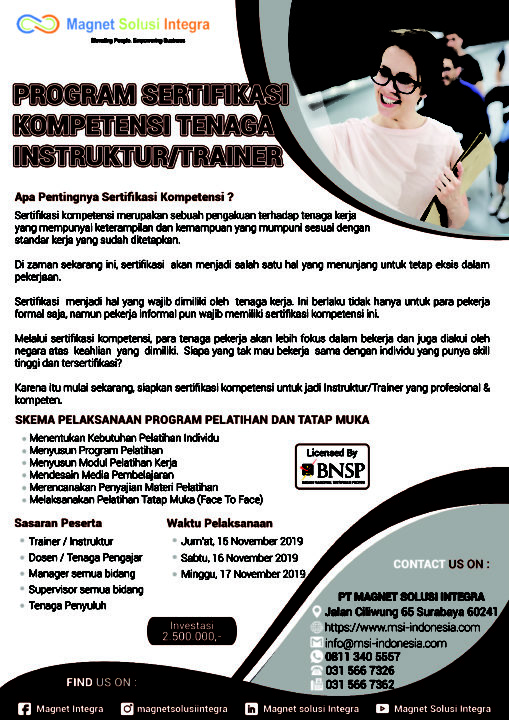 Magnet Solusi Integra
Blending People. Empowering Business
PROGRAM SERTIFIKASI
KOMPETENSI TENAGA
INSTRUKTUR/TRAINER
Apa Pentingnya Sertifikasi Kompetensi ?
Sertifikasi kompetensi merupakan sebuah pengakuan terhadap tenaga kerja
yang mempunyai keterampilan dan kemampuan yang mumpuni sesuai dengan
standar kerja yang sudah ditetapkan.
Di zaman sekarang ini, sertifikasi akan menjadi salah satu hal yang menunjang untuk tetap eksis dalam
pekerjaan.
Sertifikasi menjadi hal yang wajib dimiliki oleh tenaga kerja. Ini berlaku tidak hanya untuk para pekerja
formal saja, namun pekerja informal pun wajib memiliki sertifikasi kompetensi ini.
Melalui sertifikasi kompetensi, para tenaga pekerja akan lebih fokus dalam bekerja dan juga diakui oleh
negara atas keahlian yang dimiliki. Siapa yang tak mau bekerja sama dengan individu yang punya skill
tinggi dan tersertifikasi?
Karena itu mulai sekarang, siapkan sertifikasi kompetensi untuk jadi Instruktur/Trainer yang profesional &
kompeten.
SKEMA PELAKSANAAN PROGRAM PELATIHAN DAN TATAP MUKA
Menentukan Kebutuhan Pelatihan Individu
Menyusun Program Pelatihan
Menyusun Modul Pelatihan Kerja
Mendesain Media Pembelajaran
Merencanakan Penyajian Materi Pelatihan
Melaksanakan Pelatihan Tatap Muka (Face To Face)
Licensed By
BNSP
Sasaran Peserta
Trainer / Instruktur
Dosen / Tenaga Pengajar
Manager semua bidang
Supervisor semua bidang
Tenaga Penyuluh
Waktu Pelaksanaan
Jum'at, 15 November 2019
Sabtu, 16 November 2019
Minggu, 17 November 2019
Investasi
2.500.000,-
CONTACT US ON :
PT MAGNET SOLUSI INTEGRA
Jalan Ciliwung 65 Surabaya 60241
https://www.msi-indonesia.com
info@msi-indonesia.com
0811 340 5557
031 566 7326
031 566 7362
FIND US ON :
Magnet Integra
magnetsolusiintegra
Magnet solusi Integra
Magnet Solusi Integra